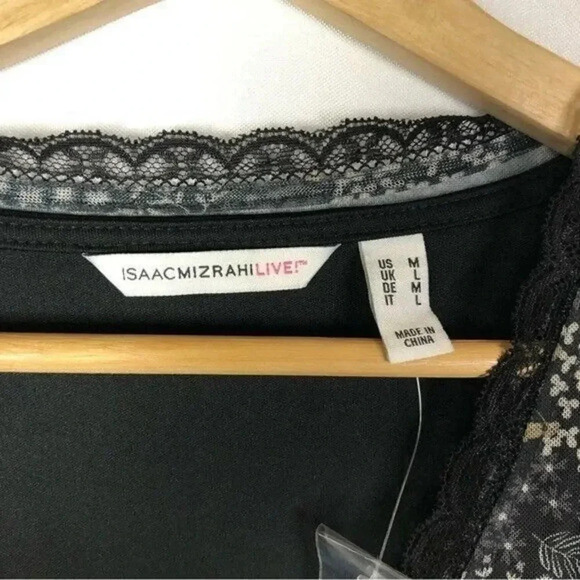 ISAACMIZRAHILIVE!™
US M
UK L
DE M
IT L
MADE IN
CHINA